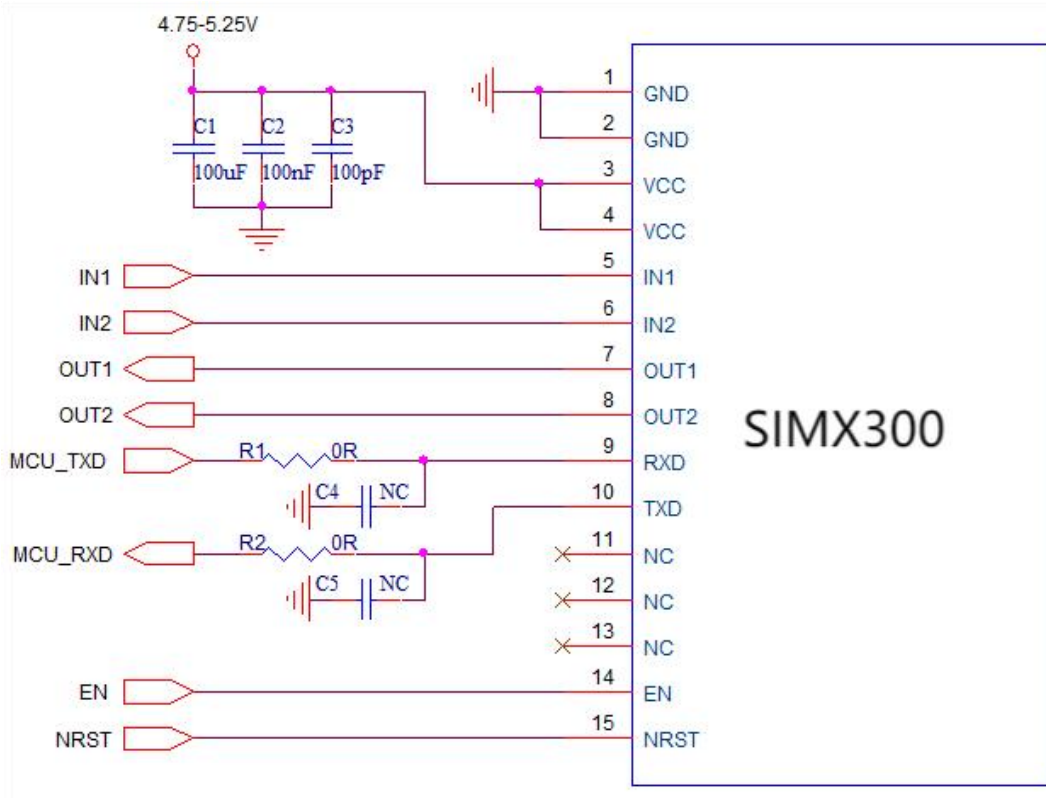 4.75-5.25V
C1 C2 C3
100uF 100nF 100pF
1 GND
2 GND
3 VCC
4 VCC
IN1 5 IN1
IN2 6 IN2
OUT1 7 OUT1
OUT2 8 OUT2
SIMX300
MCU_TXD R1 0R 9 RXD
C4 NC 10 TXD
MCU_RXD R2 0R 11 NC
C5 NC 12 NC
13 NC
EN 14 EN
NRST 15 NRST